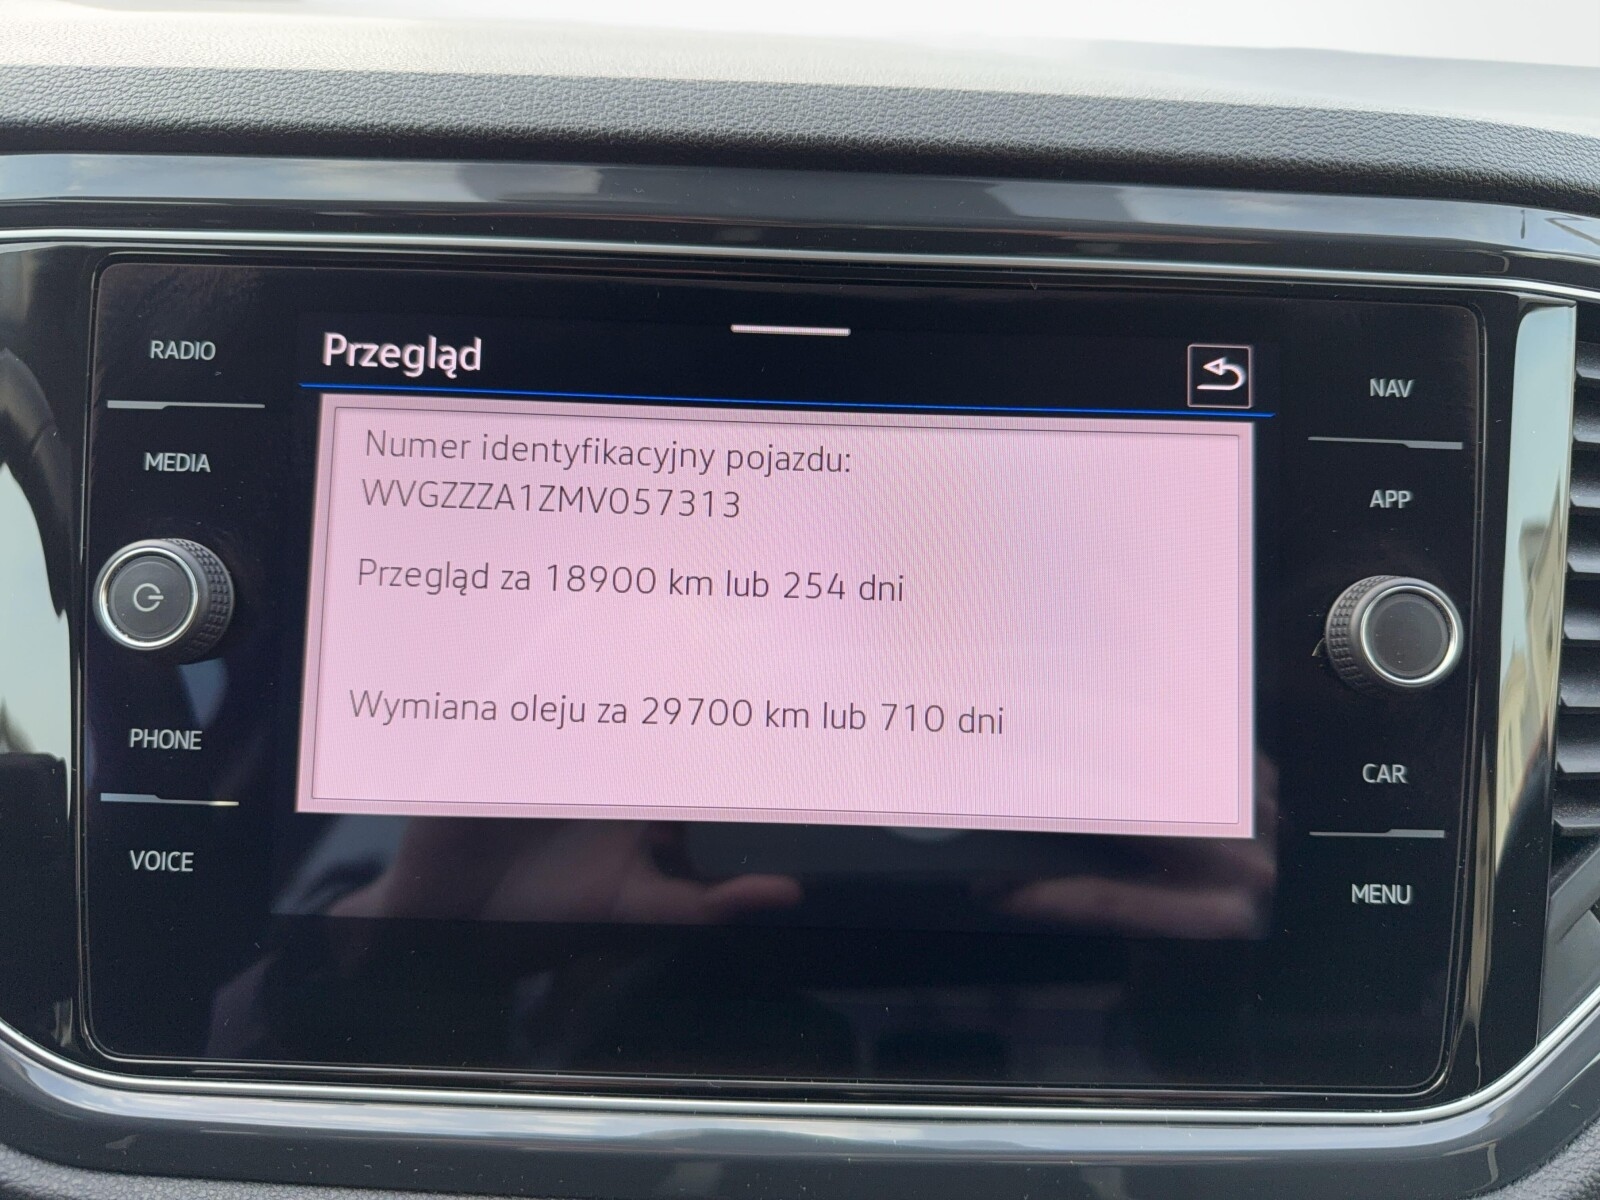 Przegląd
Numer identyfikacyjny pojazdu:
WVGZZZA1ZMV057313
Przegląd za 18900 km lub 254 dni
Wymiana oleju za 29700 km lub 710 dni
RADIO
MEDIA
PHONE
VOICE
NAV
APP
CAR
MENU